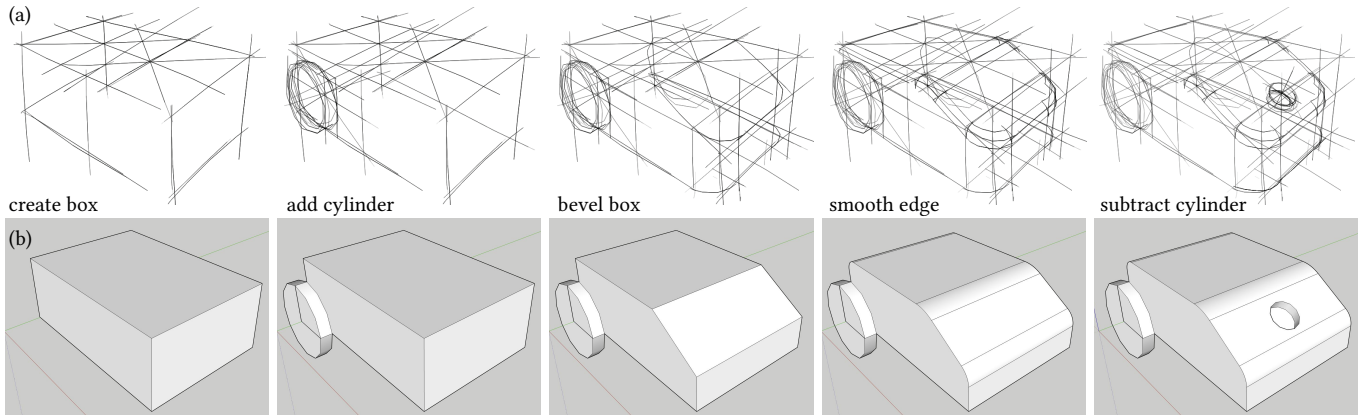 (a)
create box
add cylinder
bevel box
smooth edge
subtract cylinder
(b)